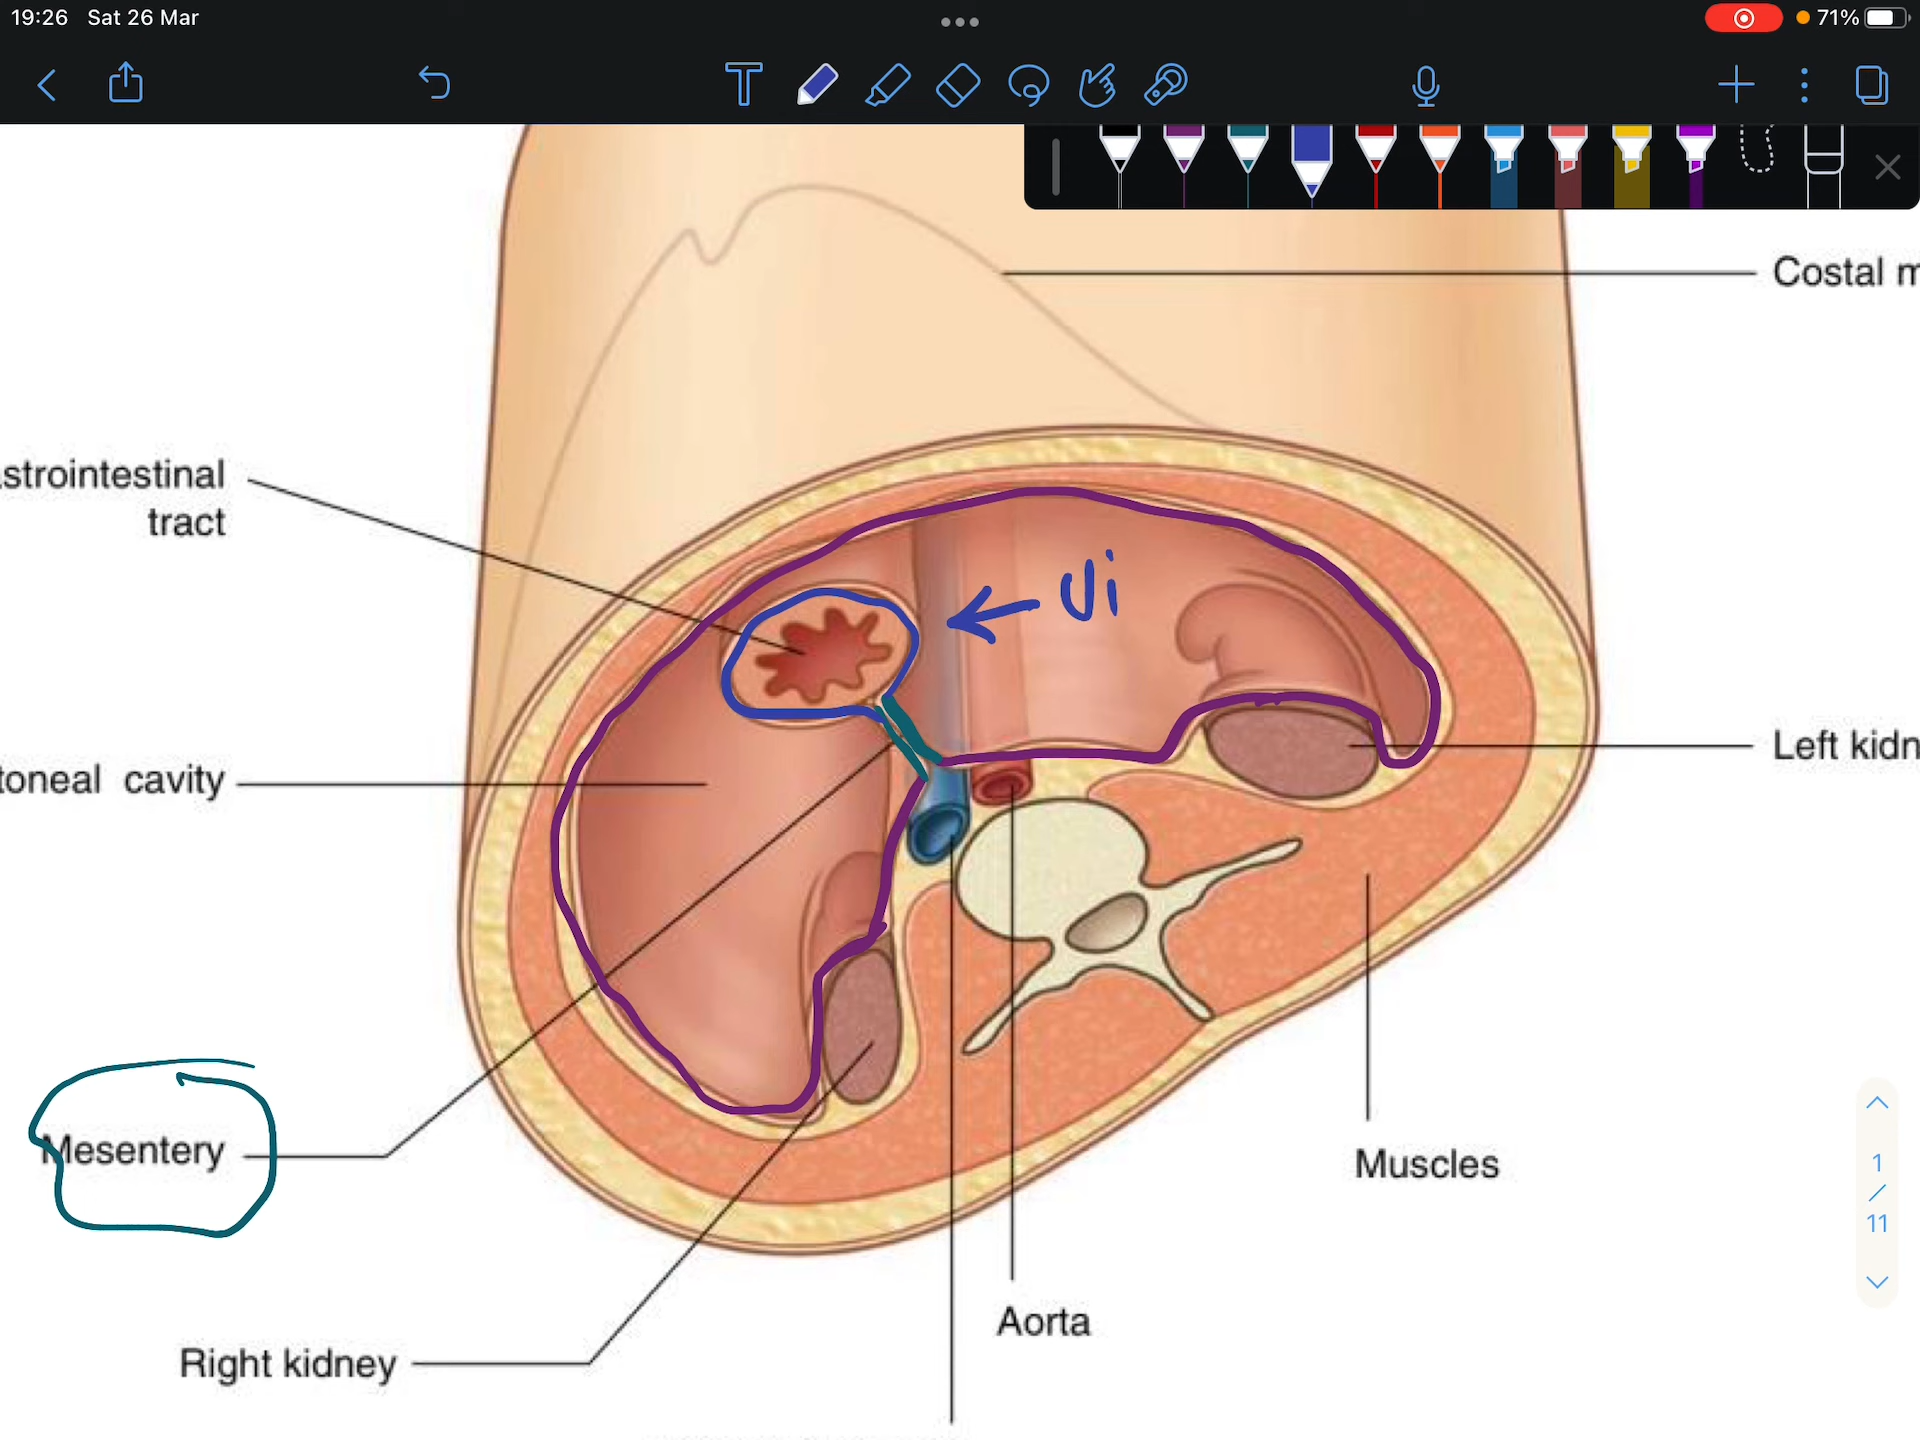 19:26 Sat 26 Mar
71%
Costal m
strointestinal
tract
Vi
toneal cavity
Left kidn
Mesentery
Muscles
1
/
11
Aorta
Right kidney